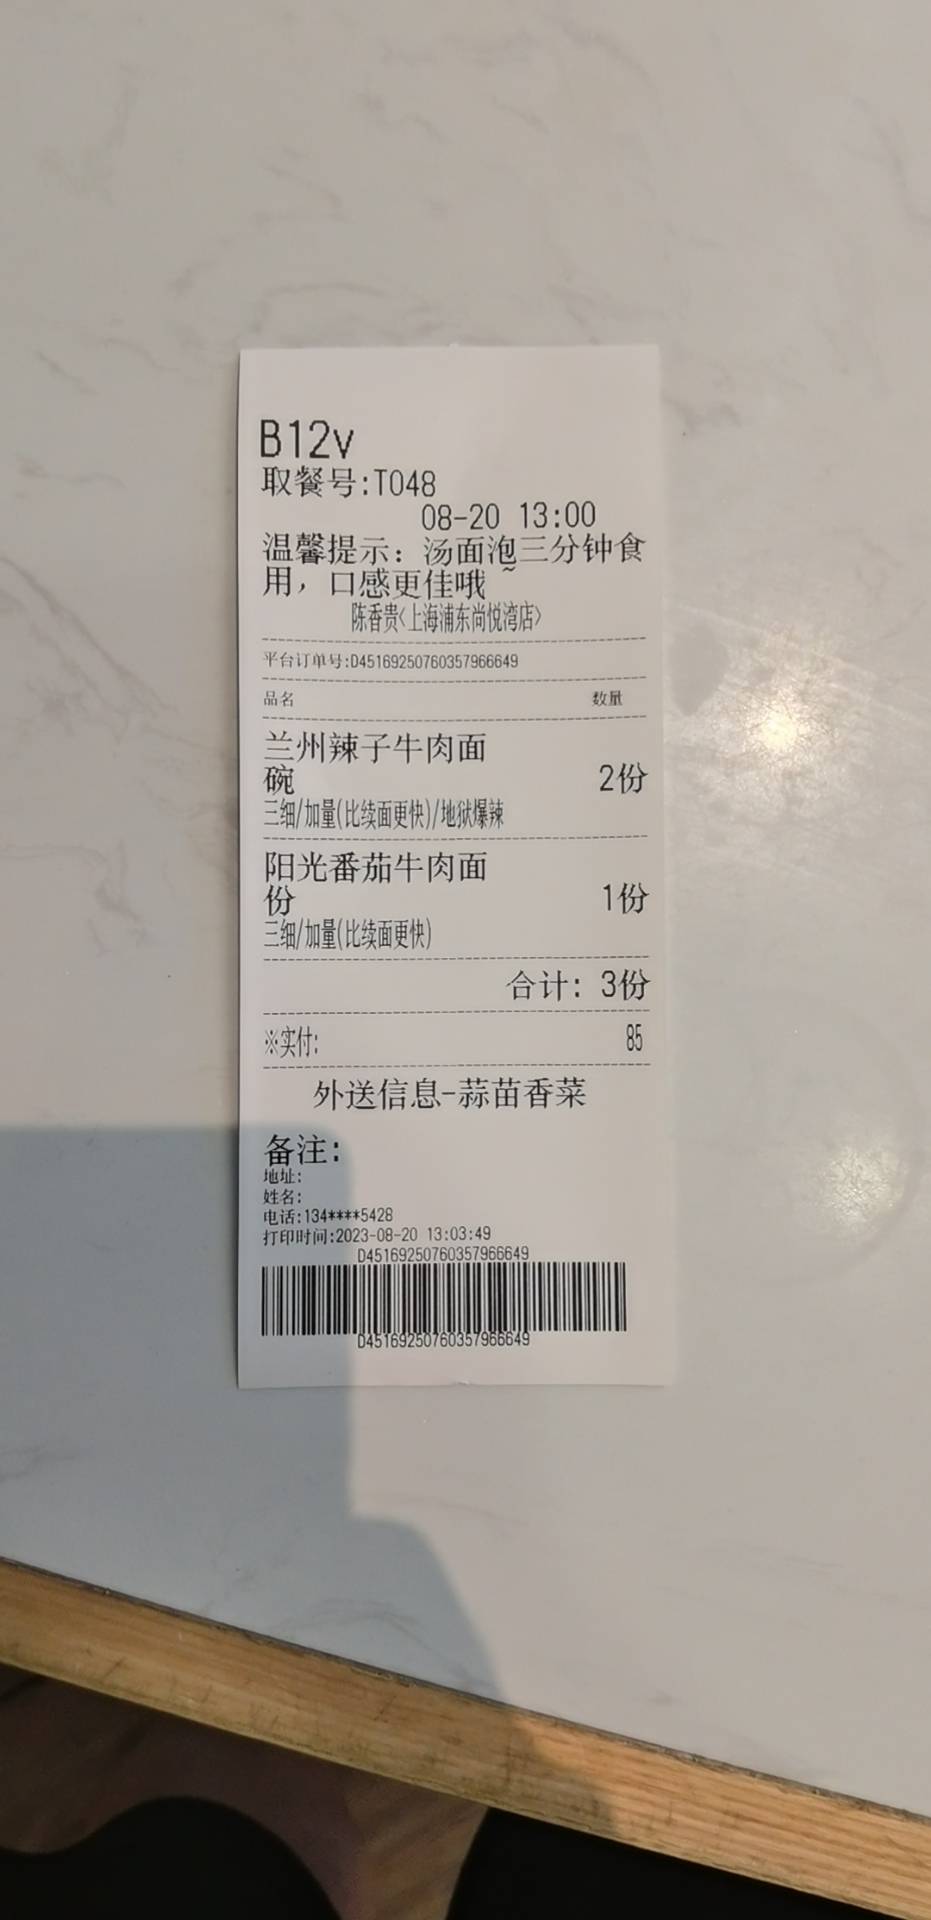 B12v
取餐号:T048
08-20 13:00
温馨提示：汤面泡三分钟食
用，口感更佳哦~
陈香贵<上海浦东尚悦湾店>
平台订单号:D45169250760357966649
品名 数量
兰州辣子牛肉面
碗 2份
三细/加量(比续面更快)/地狱爆辣
阳光番茄牛肉面
份 1份
三细/加量(比续面更快)
合计: 3份
※实付: 85
外送信息-蒜苗香菜
备注:
地址:
姓名:
电话:134****5428
打印时间:2023-08-20 13:03:49
D45169250760357966649
D45169250760357966649